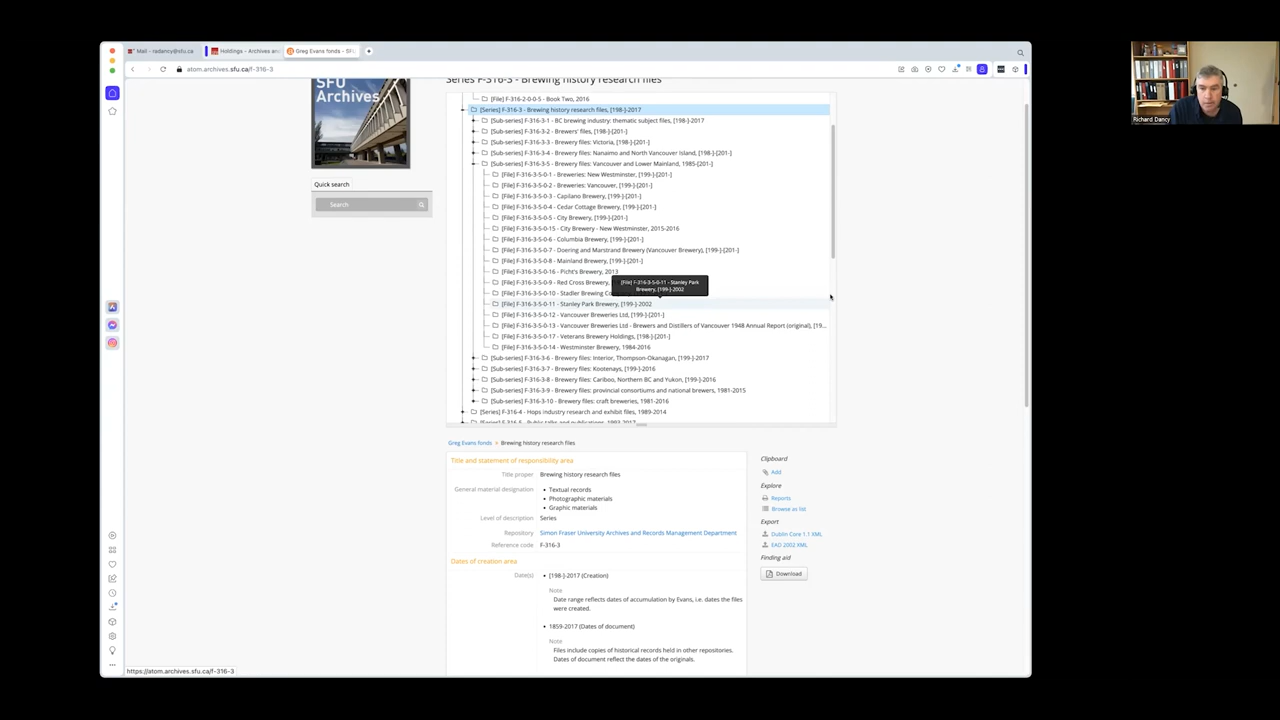 Mail - radancy@sfu.ca
Holdings - Archives an
Greg Evans fonds - SFU
atom.archives.sfu.ca/f-316-3
SFU
Archives
Quick search
Search
Series F-316-3 - Brewing history research files
[File] F-316-2-0-0-5 - Book Two, 2016
[Series] F-316-3 - Brewing history research files, [198-]-2017
[Sub-series] F-316-3-1 - BC brewing industry: thematic subject files, [198-]-2017
[Sub-series] F-316-3-2 - Brewers' files, [198-]-[201-]
[Sub-series] F-316-3-3 - Brewery files: Victoria, [198-]-[201-]
[Sub-series] F-316-3-4 - Brewery files: Nanaimo and North Vancouver Island, [198-]-[201-]
[Sub-series] F-316-3-5 - Brewery files: Vancouver and Lower Mainland, 1985-[201-]
[File] F-316-3-5-0-1 - Breweries: New Westminster, [199-]-[201-]
[File] F-316-3-5-0-2 - Breweries: Vancouver, [199-]-[201-]
[File] F-316-3-5-0-3 - Capilano Brewery, [199-]-[201-]
[File] F-316-3-5-0-4 - Cedar Cottage Brewery, [199-]-[201-]
[File] F-316-3-5-0-5 - City Brewery, [199-]-[201-]
[File] F-316-3-5-0-15 - City Brewery - New Westminster, 2015-2016
[File] F-316-3-5-0-6 - Columbia Brewery, [199-]-[201-]
[File] F-316-3-5-0-7 - Doering and Marstrand Brewery (Vancouver Brewery), [199-]-[201-]
[File] F-316-3-5-0-8 - Mainland Brewery, [199-]-[201-]
[File] F-316-3-5-0-16 - Picht's Brewery, 2013
[File] F-316-3-5-0-9 - Red Cross Brewery,
[File] F-316-3-5-0-11 - Stanley Park
Brewery, [199-]-2002
[File] F-316-3-5-0-10 - Stadler Brewing
[File] F-316-3-5-0-11 - Stanley Park Brewery, [199-]-2002
[File] F-316-3-5-0-12 - Vancouver Breweries Ltd, [199-]-[201-]
[File] F-316-3-5-0-13 - Vancouver Breweries Ltd - Brewers and Distillers of Vancouver 1948 Annual Report (original), [19...
[File] F-316-3-5-0-17 - Veterans Brewery Holdings, [198-]-[201-]
[File] F-316-3-5-0-14 - Westminster Brewery, 1984-2016
[Sub-series] F-316-3-6 - Brewery files: Interior, Thompson-Okanagan, [199-]-2017
[Sub-series] F-316-3-7 - Brewery files: Kootenays, [199-]-2016
[Sub-series] F-316-3-8 - Brewery files: Cariboo, Northern BC and Yukon, [199-]-2016
[Sub-series] F-316-3-9 - Brewery files: provincial consortiums and national brewers, 1981-2015
[Sub-series] F-316-3-10 - Brewery files: craft breweries, 1981-2016
[Series] F-316-4 - Hops industry research and exhibit files, 1989-2014
[Series] F-316-5 - Public talks and publications, 1993-2017
Greg Evans fonds > Brewing history research files
Title and statement of responsibility area
Title proper Brewing history research files
General material designation • Textual records
• Photographic materials
• Graphic materials
Level of description Series
Repository Simon Fraser University Archives and Records Management Department
Reference code F-316-3
Dates of creation area
Date(s) • [198-]-2017 (Creation)
Note
Date range reflects dates of accumulation by Evans, i.e. dates the files
were created.
• 1859-2017 (Dates of document)
Note
Files include copies of historical records held in other repositories.
Dates of document reflect the dates of the originals.
Clipboard
Add
Explore
Reports
Browse as list
Export
Dublin Core 1.1 XML
EAD 2002 XML
Finding aid
Download
https://atom.archives.sfu.ca/f-316-3
Richard Dancy